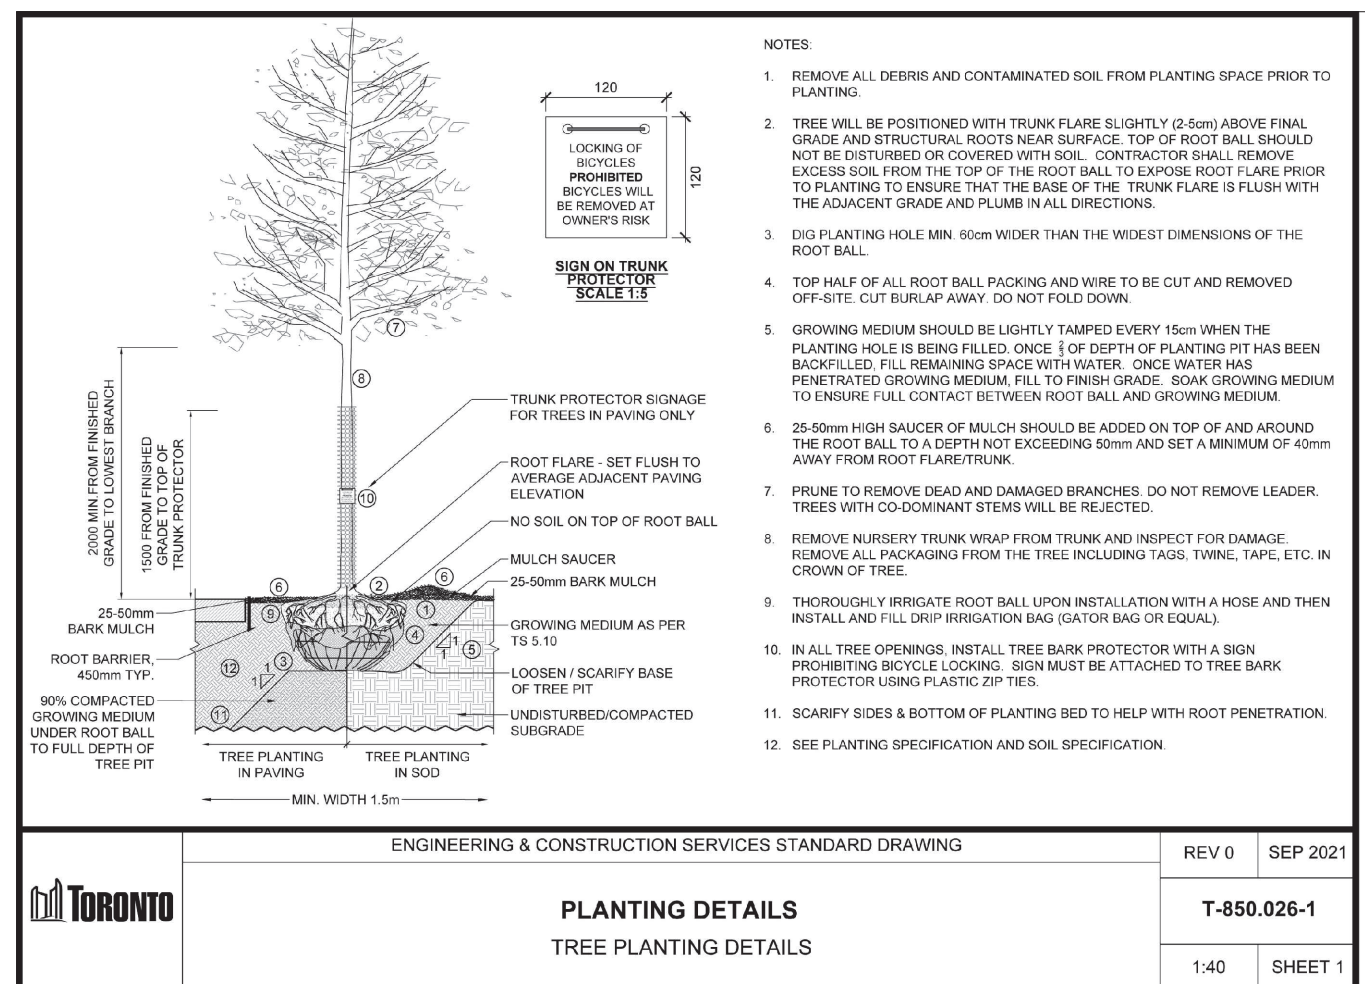 120
LOCKING OF
BICYCLES
PROHIBITED
BICYCLES WILL
BE REMOVED AT
OWNER'S RISK
120
SIGN ON TRUNK
PROTECTOR
SCALE 1:5
7
8
TRUNK PROTECTOR SIGNAGE
FOR TREES IN PAVING ONLY
ROOT FLARE - SET FLUSH TO
AVERAGE ADJACENT PAVING
ELEVATION
10
NO SOIL ON TOP OF ROOT BALL
MULCH SAUCER
25-50mm BARK MULCH
GROWING MEDIUM AS PER
TS 5.10
LOOSEN / SCARIFY BASE
OF TREE PIT
UNDISTURBED/COMPACTED
SUBGRADE
2000 MIN.FROM FINISHED
GRADE TO LOWEST BRANCH
1500 FROM FINISHED
GRADE TO TOP OF
TRUNK PROTECTOR
6
2
6
9
1
4
1
1
5
12
3
1
1
11
25-50mm
BARK MULCH
ROOT BARRIER,
450mm TYP.
90% COMPACTED
GROWING MEDIUM
UNDER ROOT BALL
TO FULL DEPTH OF
TREE PIT
TREE PLANTING
IN PAVING
TREE PLANTING
IN SOD
MIN. WIDTH 1.5m
NOTES:
1. REMOVE ALL DEBRIS AND CONTAMINATED SOIL FROM PLANTING SPACE PRIOR TO
PLANTING.
2. TREE WILL BE POSITIONED WITH TRUNK FLARE SLIGHTLY (2-5cm) ABOVE FINAL
GRADE AND STRUCTURAL ROOTS NEAR SURFACE. TOP OF ROOT BALL SHOULD
NOT BE DISTURBED OR COVERED WITH SOIL. CONTRACTOR SHALL REMOVE
EXCESS SOIL FROM THE TOP OF THE ROOT BALL TO EXPOSE ROOT FLARE PRIOR
TO PLANTING TO ENSURE THAT THE BASE OF THE TRUNK FLARE IS FLUSH WITH
THE ADJACENT GRADE AND PLUMB IN ALL DIRECTIONS.
3. DIG PLANTING HOLE MIN. 60cm WIDER THAN THE WIDEST DIMENSIONS OF THE
ROOT BALL.
4. TOP HALF OF ALL ROOT BALL PACKING AND WIRE TO BE CUT AND REMOVED
OFF-SITE. CUT BURLAP AWAY. DO NOT FOLD DOWN.
5. GROWING MEDIUM SHOULD BE LIGHTLY TAMPED EVERY 15cm WHEN THE
PLANTING HOLE IS BEING FILLED. ONCE 2/3 OF DEPTH OF PLANTING PIT HAS BEEN
BACKFILLED, FILL REMAINING SPACE WITH WATER. ONCE WATER HAS
PENETRATED GROWING MEDIUM, FILL TO FINISH GRADE. SOAK GROWING MEDIUM
TO ENSURE FULL CONTACT BETWEEN ROOT BALL AND GROWING MEDIUM.
6. 25-50mm HIGH SAUCER OF MULCH SHOULD BE ADDED ON TOP OF AND AROUND
THE ROOT BALL TO A DEPTH NOT EXCEEDING 50mm AND SET A MINIMUM OF 40mm
AWAY FROM ROOT FLARE/TRUNK.
7. PRUNE TO REMOVE DEAD AND DAMAGED BRANCHES. DO NOT REMOVE LEADER.
TREES WITH CO-DOMINANT STEMS WILL BE REJECTED.
8. REMOVE NURSERY TRUNK WRAP FROM TRUNK AND INSPECT FOR DAMAGE.
REMOVE ALL PACKAGING FROM THE TREE INCLUDING TAGS, TWINE, TAPE, ETC. IN
CROWN OF TREE.
9. THOROUGHLY IRRIGATE ROOT BALL UPON INSTALLATION WITH A HOSE AND THEN
INSTALL AND FILL DRIP IRRIGATION BAG (GATOR BAG OR EQUAL).
10. IN ALL TREE OPENINGS, INSTALL TREE BARK PROTECTOR WITH A SIGN
PROHIBITING BICYCLE LOCKING. SIGN MUST BE ATTACHED TO TREE BARK
PROTECTOR USING PLASTIC ZIP TIES.
11. SCARIFY SIDES & BOTTOM OF PLANTING BED TO HELP WITH ROOT PENETRATION.
12. SEE PLANTING SPECIFICATION AND SOIL SPECIFICATION.
TORONTO
ENGINEERING & CONSTRUCTION SERVICES STANDARD DRAWING
PLANTING DETAILS
TREE PLANTING DETAILS
REV 0
SEP 2021
T-850.026-1
1:40
SHEET 1